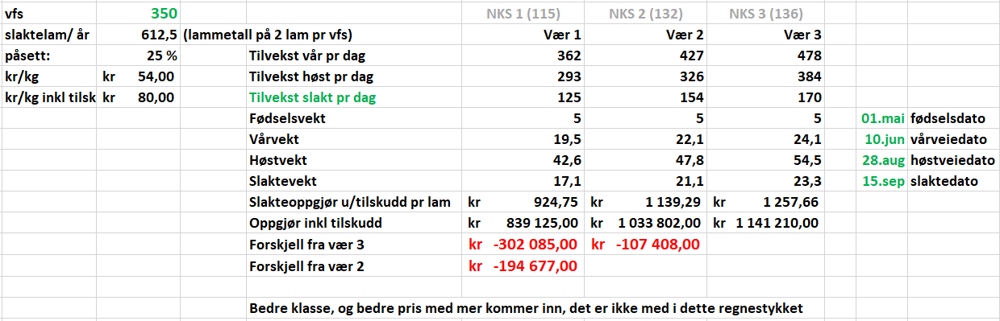 vfs 350 NKS 1 (115) NKS 2 (132) NKS 3 (136)
slaktelam/ år 612,5 (lammetall på 2 lam pr vfs) Vær 1 Vær 2 Vær 3
påsett: 25 % Tilvekst vår pr dag 362 427 478
kr/kg kr 54,00 Tilvekst høst pr dag 293 326 384
kr/kg inkl tilsk kr 80,00 Tilvekst slakt pr dag 125 154 170
Fødselsvekt 5 5 5 01.mai fødselsdato
Vårvekt 19,5 22,1 24,1 10.jun vårveiedato
Høstvekt 42,6 47,8 54,5 28.aug høstveiedato
Slaktevekt 17,1 21,1 23,3 15.sep slaktedato
Slakteoppgjør u/tilskudd pr lam kr 924,75 kr 1 139,29 kr 1 257,66
Oppgjør inkl tilskudd kr 839 125,00 kr 1 033 802,00 kr 1 141 210,00
Forskjell fra vær 3 kr -302 085,00 kr -107 408,00
Forskjell fra vær 2 kr -194 677,00
Bedre klasse, og bedre pris med mer kommer inn, det er ikke med i dette regnestykket